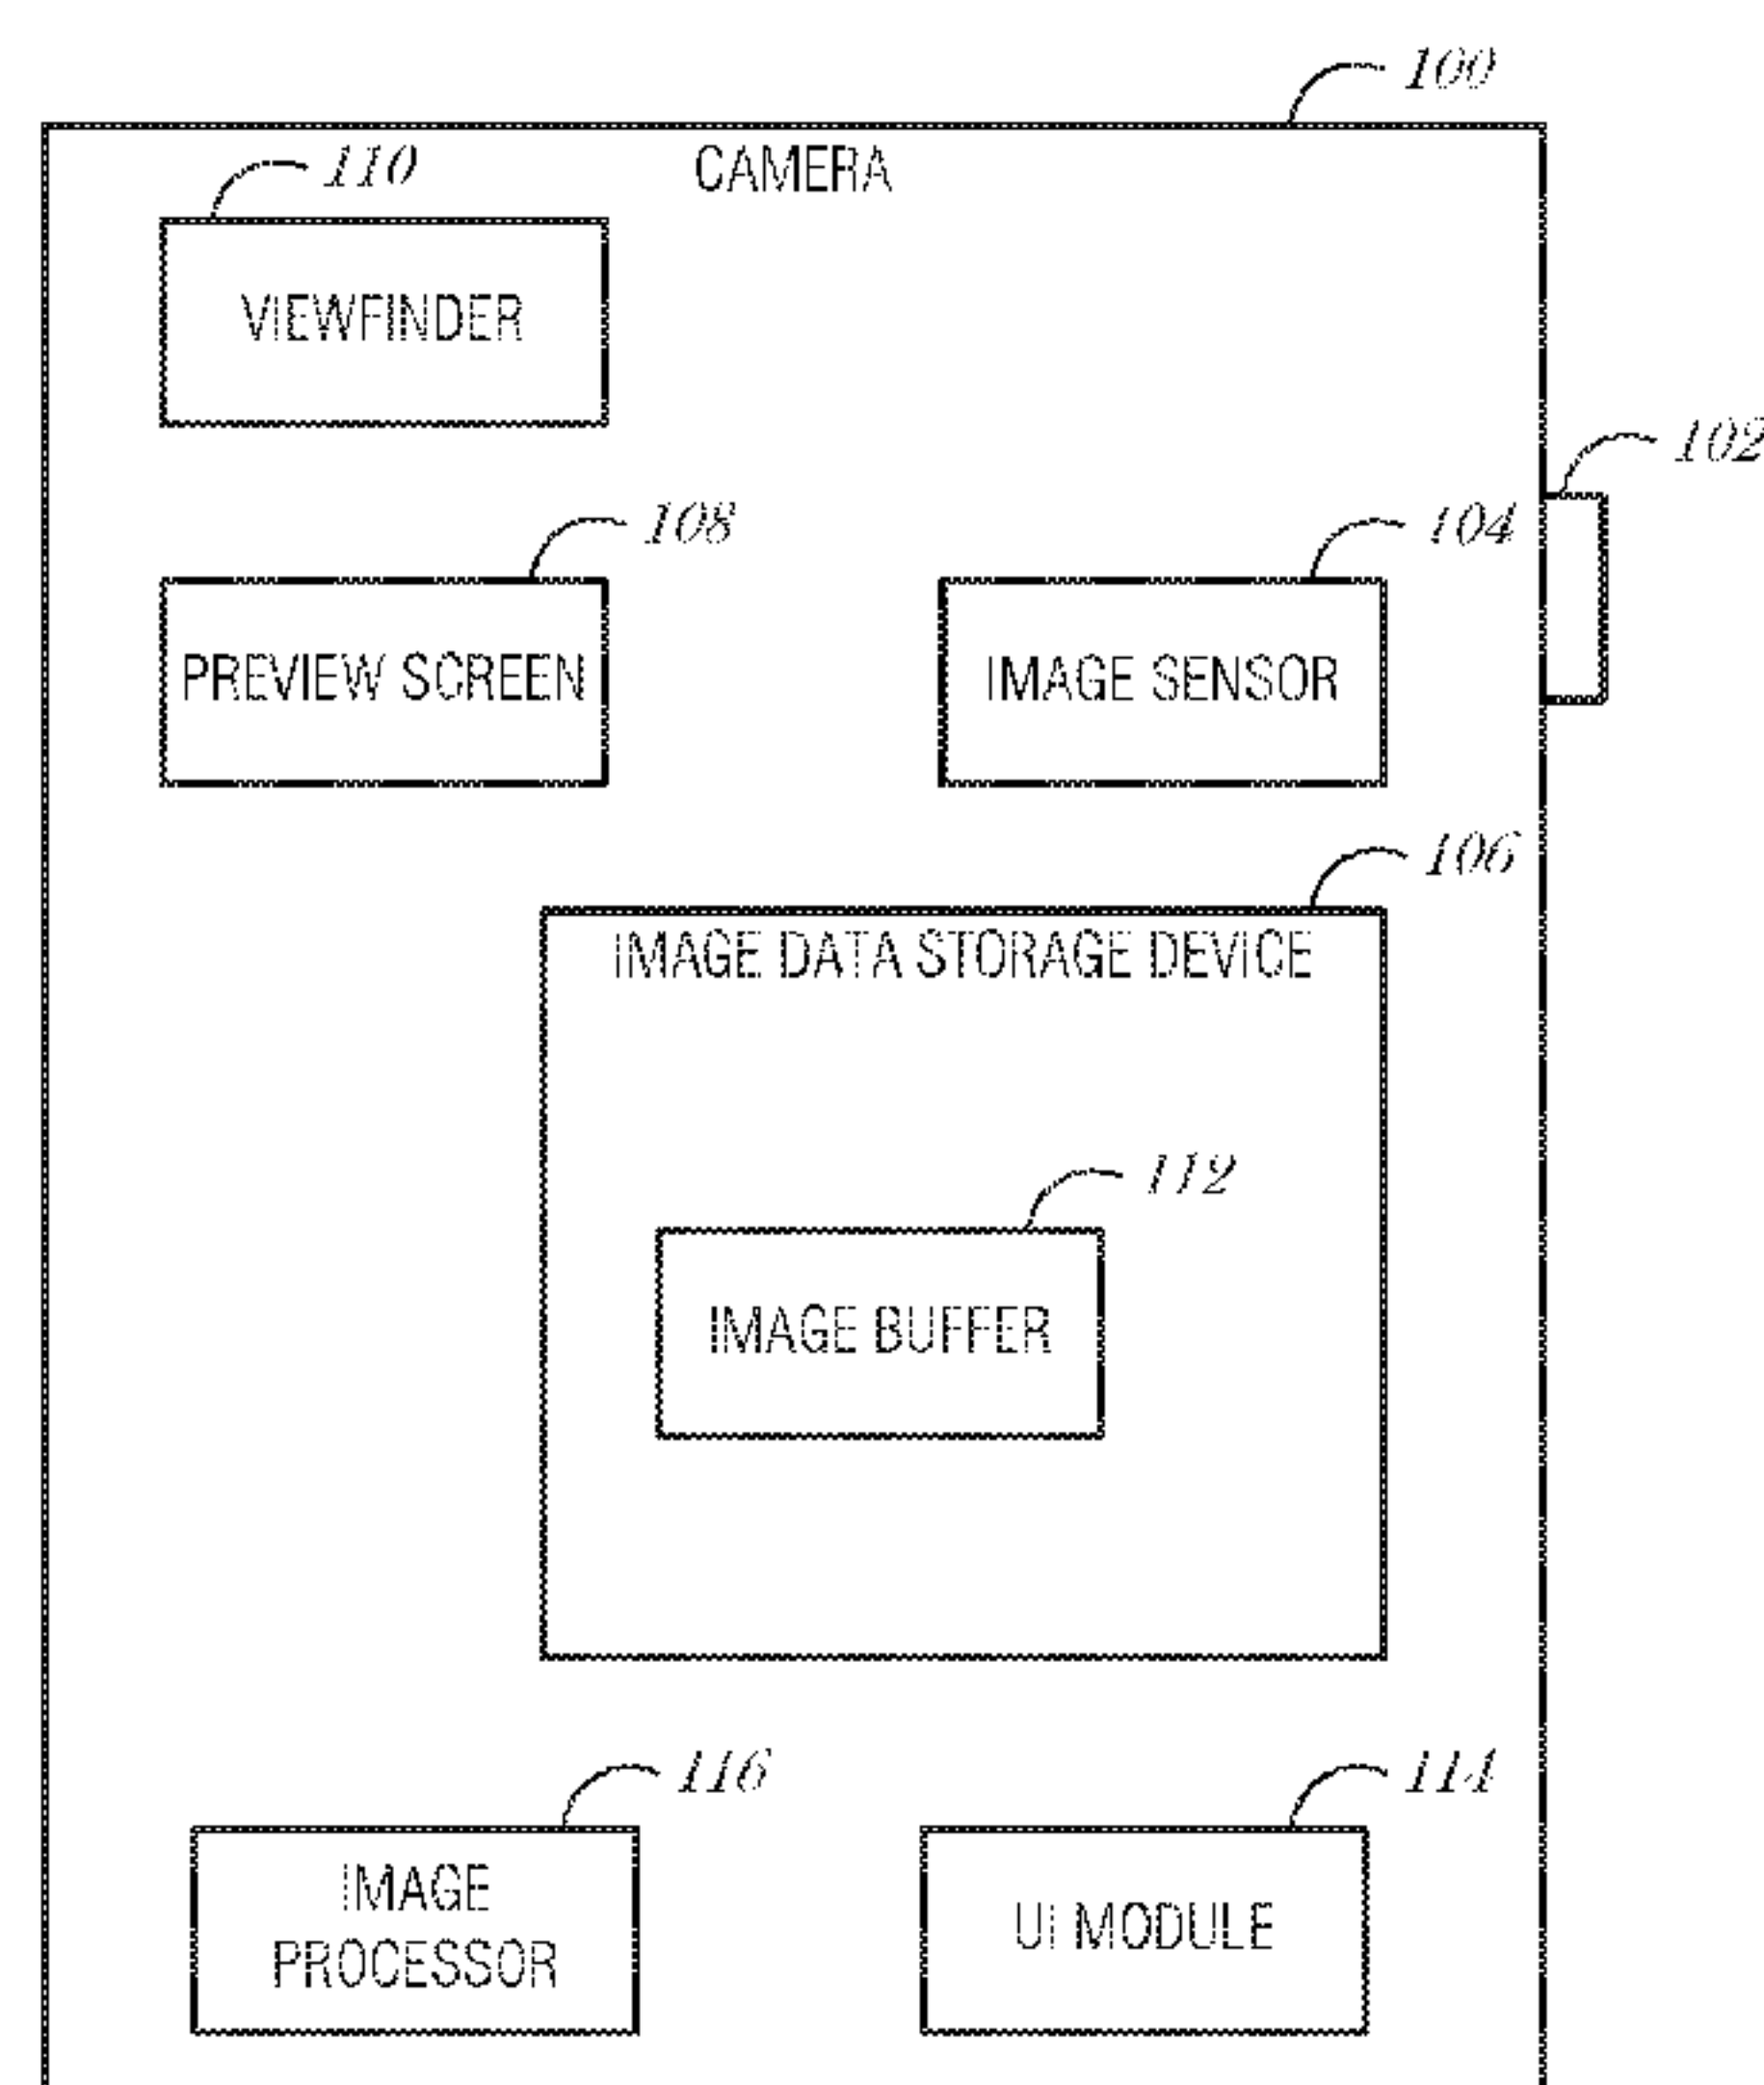 100
CAMERA
110
VIEWFINDER
102
108
104
PREVIEW SCREEN
IMAGE SENSOR
106
IMAGE DATA STORAGE DEVICE
112
IMAGE BUFFER
116
114
IMAGE
PROCESSOR
UI MODULE